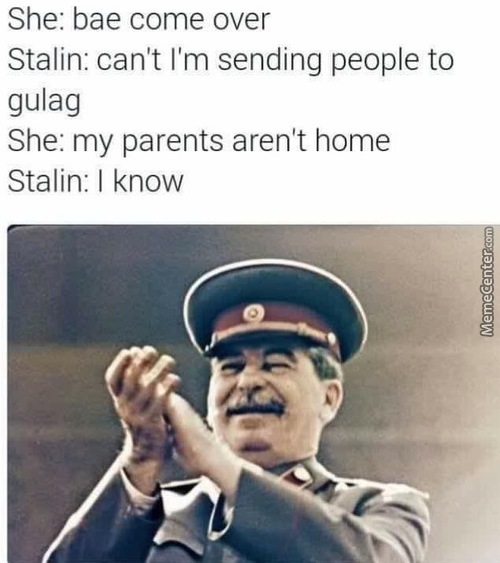 She: bae come over
Stalin: can't I'm sending people to
gulag
She: my parents aren't home
Stalin: I know
MemeCenter.com